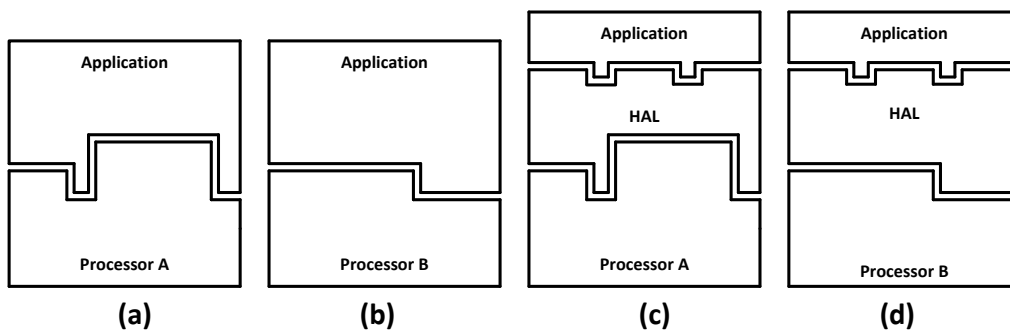 Application
Processor A
(a)
Application
Processor B
(b)
Application
HAL
Processor A
(c)
Application
HAL
Processor B
(d)